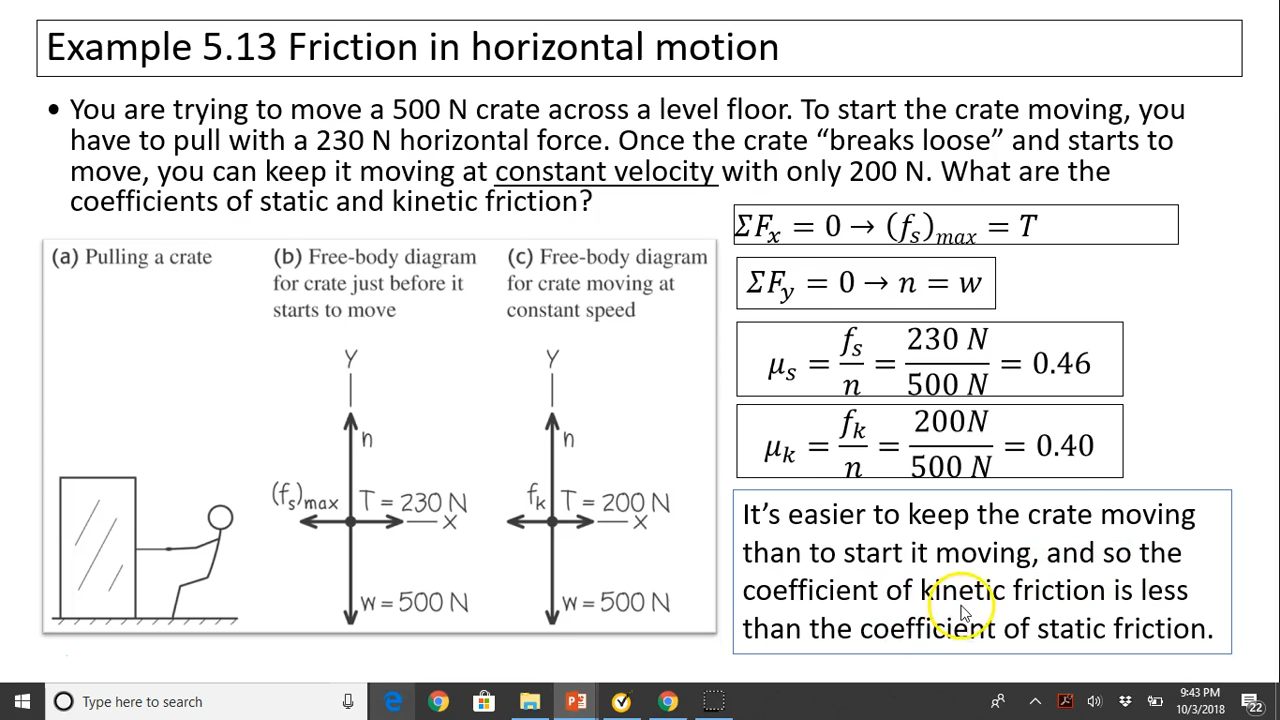 Example 5.13 Friction in horizontal motion
• You are trying to move a 500 N crate across a level floor. To start the crate moving, you
have to pull with a 230 N horizontal force. Once the crate “breaks loose” and starts to
move, you can keep it moving at constant velocity with only 200 N. What are the
coefficients of static and kinetic friction?
(a) Pulling a crate
(b) Free-body diagram
for crate just before it
starts to move
y
n
(fₛ)max T = 230 N
x
w = 500 N
(c) Free-body diagram
for crate moving at
constant speed
y
n
fₖ T = 200 N
x
w = 500 N
ΣFₓ = 0 → (fₛ)max = T
ΣFy = 0 → n = w
μₛ = fₛ/n = 230 N/500 N = 0.46
μₖ = fₖ/n = 200N/500 N = 0.40
It’s easier to keep the crate moving
than to start it moving, and so the
coefficient of kinetic friction is less
than the coefficient of static friction.
Type here to search
9:43 PM
10/3/2018
22